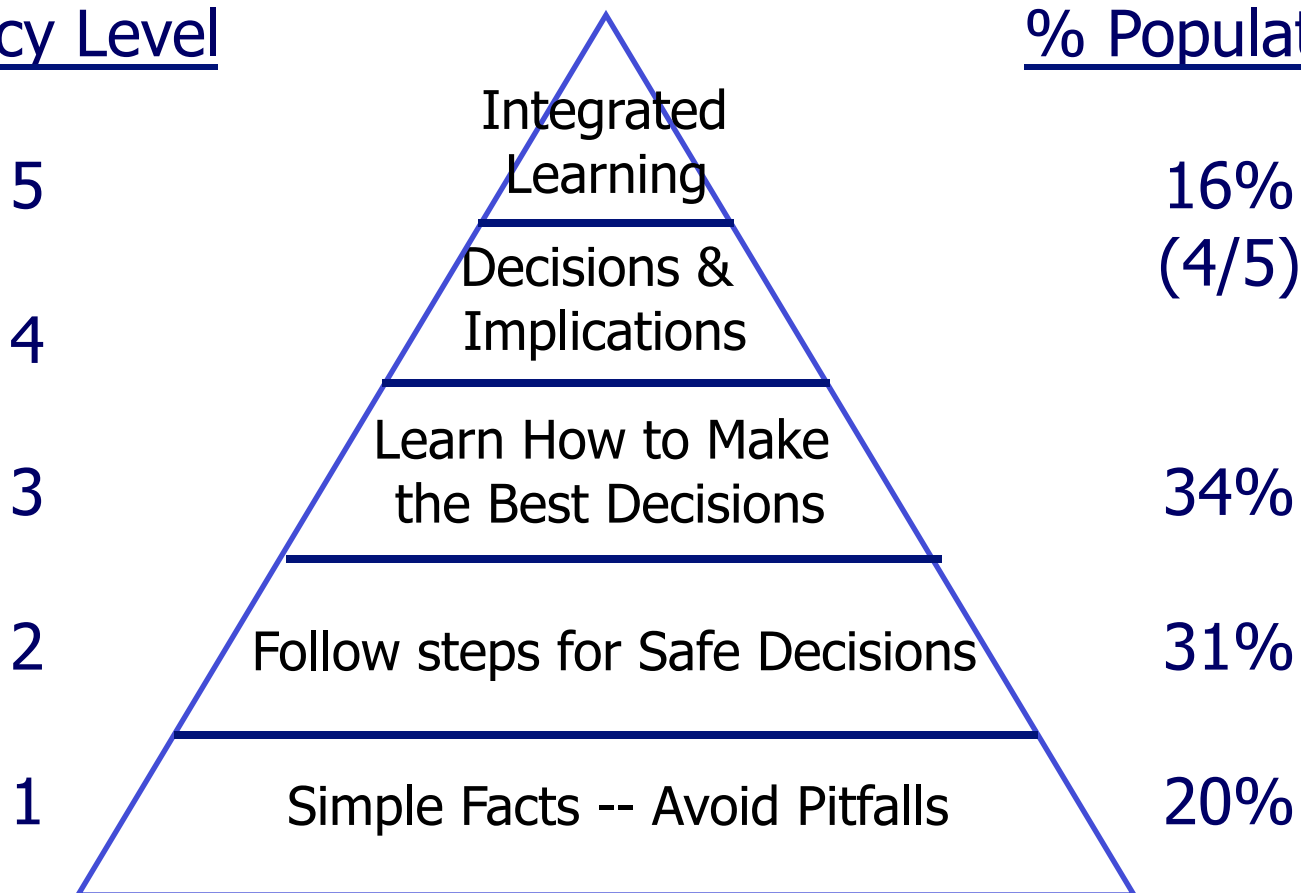 cy Level
% Populat
Integrated
Learning
5
16%
(4/5)
Decisions &
Implications
4
Learn How to Make
the Best Decisions
3
34%
2
Follow steps for Safe Decisions
31%
1
Simple Facts -- Avoid Pitfalls
20%